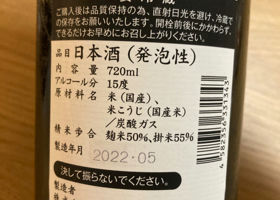 ご購入後は品質保持の為、直射日光を避け、冷蔵で
の保存をお願い致します。開栓前後にかかわらず、
できるだけお早めにお召し上がりください。
品目 日本酒 (発泡性)
内容量 720ml
アルコール分 15度
原材料名 米(国産)、
米こうじ(国産米)
/炭酸ガス
精米歩合 麹米50%、掛米55%
製造年月 2022-05
決して振らないでください。
製造者
4582356331343